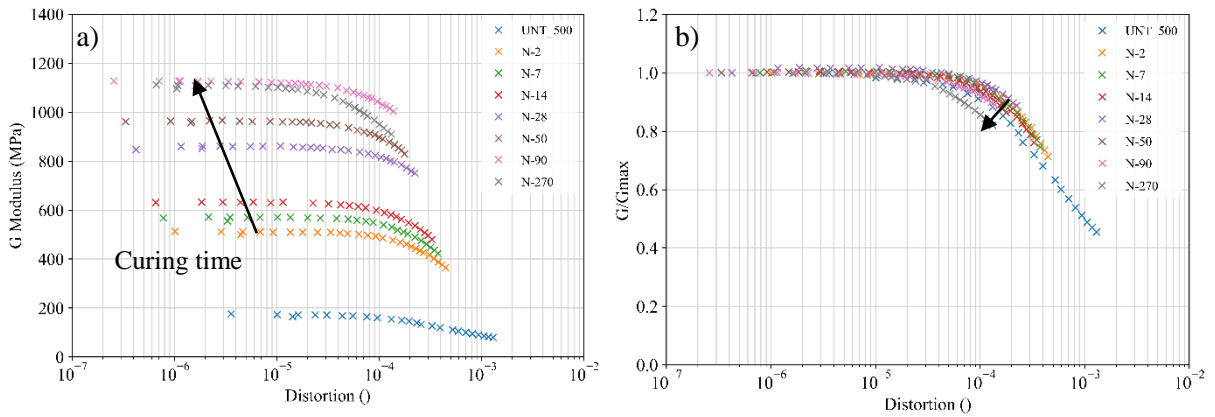 a)
1400
1200
1000
800
600
400
200
0
G Modulus (MPa)
UNT_500
N-2
N-7
N-14
N-28
N-50
N-90
N-270
Curing time
10⁻⁷
10⁻⁶
10⁻⁵
10⁻⁴
10⁻³
10⁻²
Distortion ()
b)
1.2
1.0
0.8
0.6
0.4
0.2
0.0
G/Gmax
UNT_500
N-2
N-7
N-14
N-28
N-50
N-90
N-270
10⁻⁷
10⁻⁶
10⁻⁵
10⁻⁴
10⁻³
10⁻²
Distortion ()